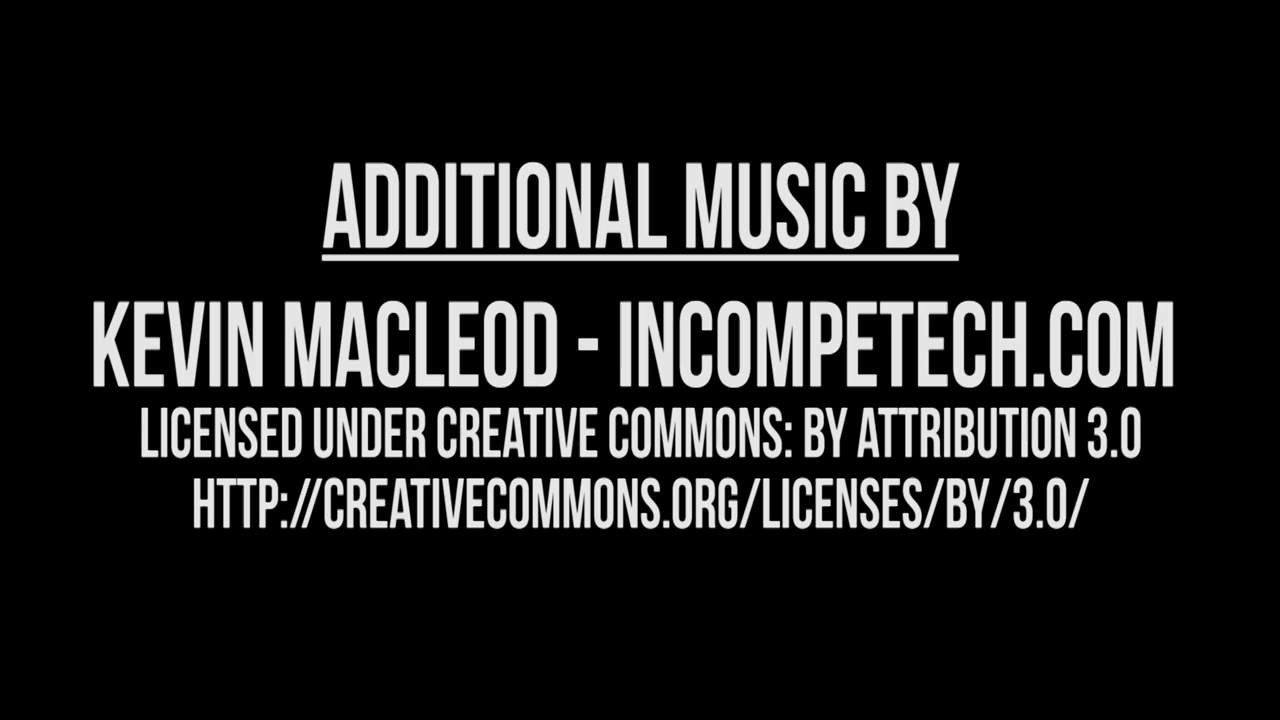 ADDITIONAL MUSIC BY
KEVIN MACLEOD - INCOMPETECH.COM
LICENSED UNDER CREATIVE COMMONS: BY ATTRIBUTION 3.0
HTTP://CREATIVECOMMONS.ORG/LICENSES/BY/3.0/